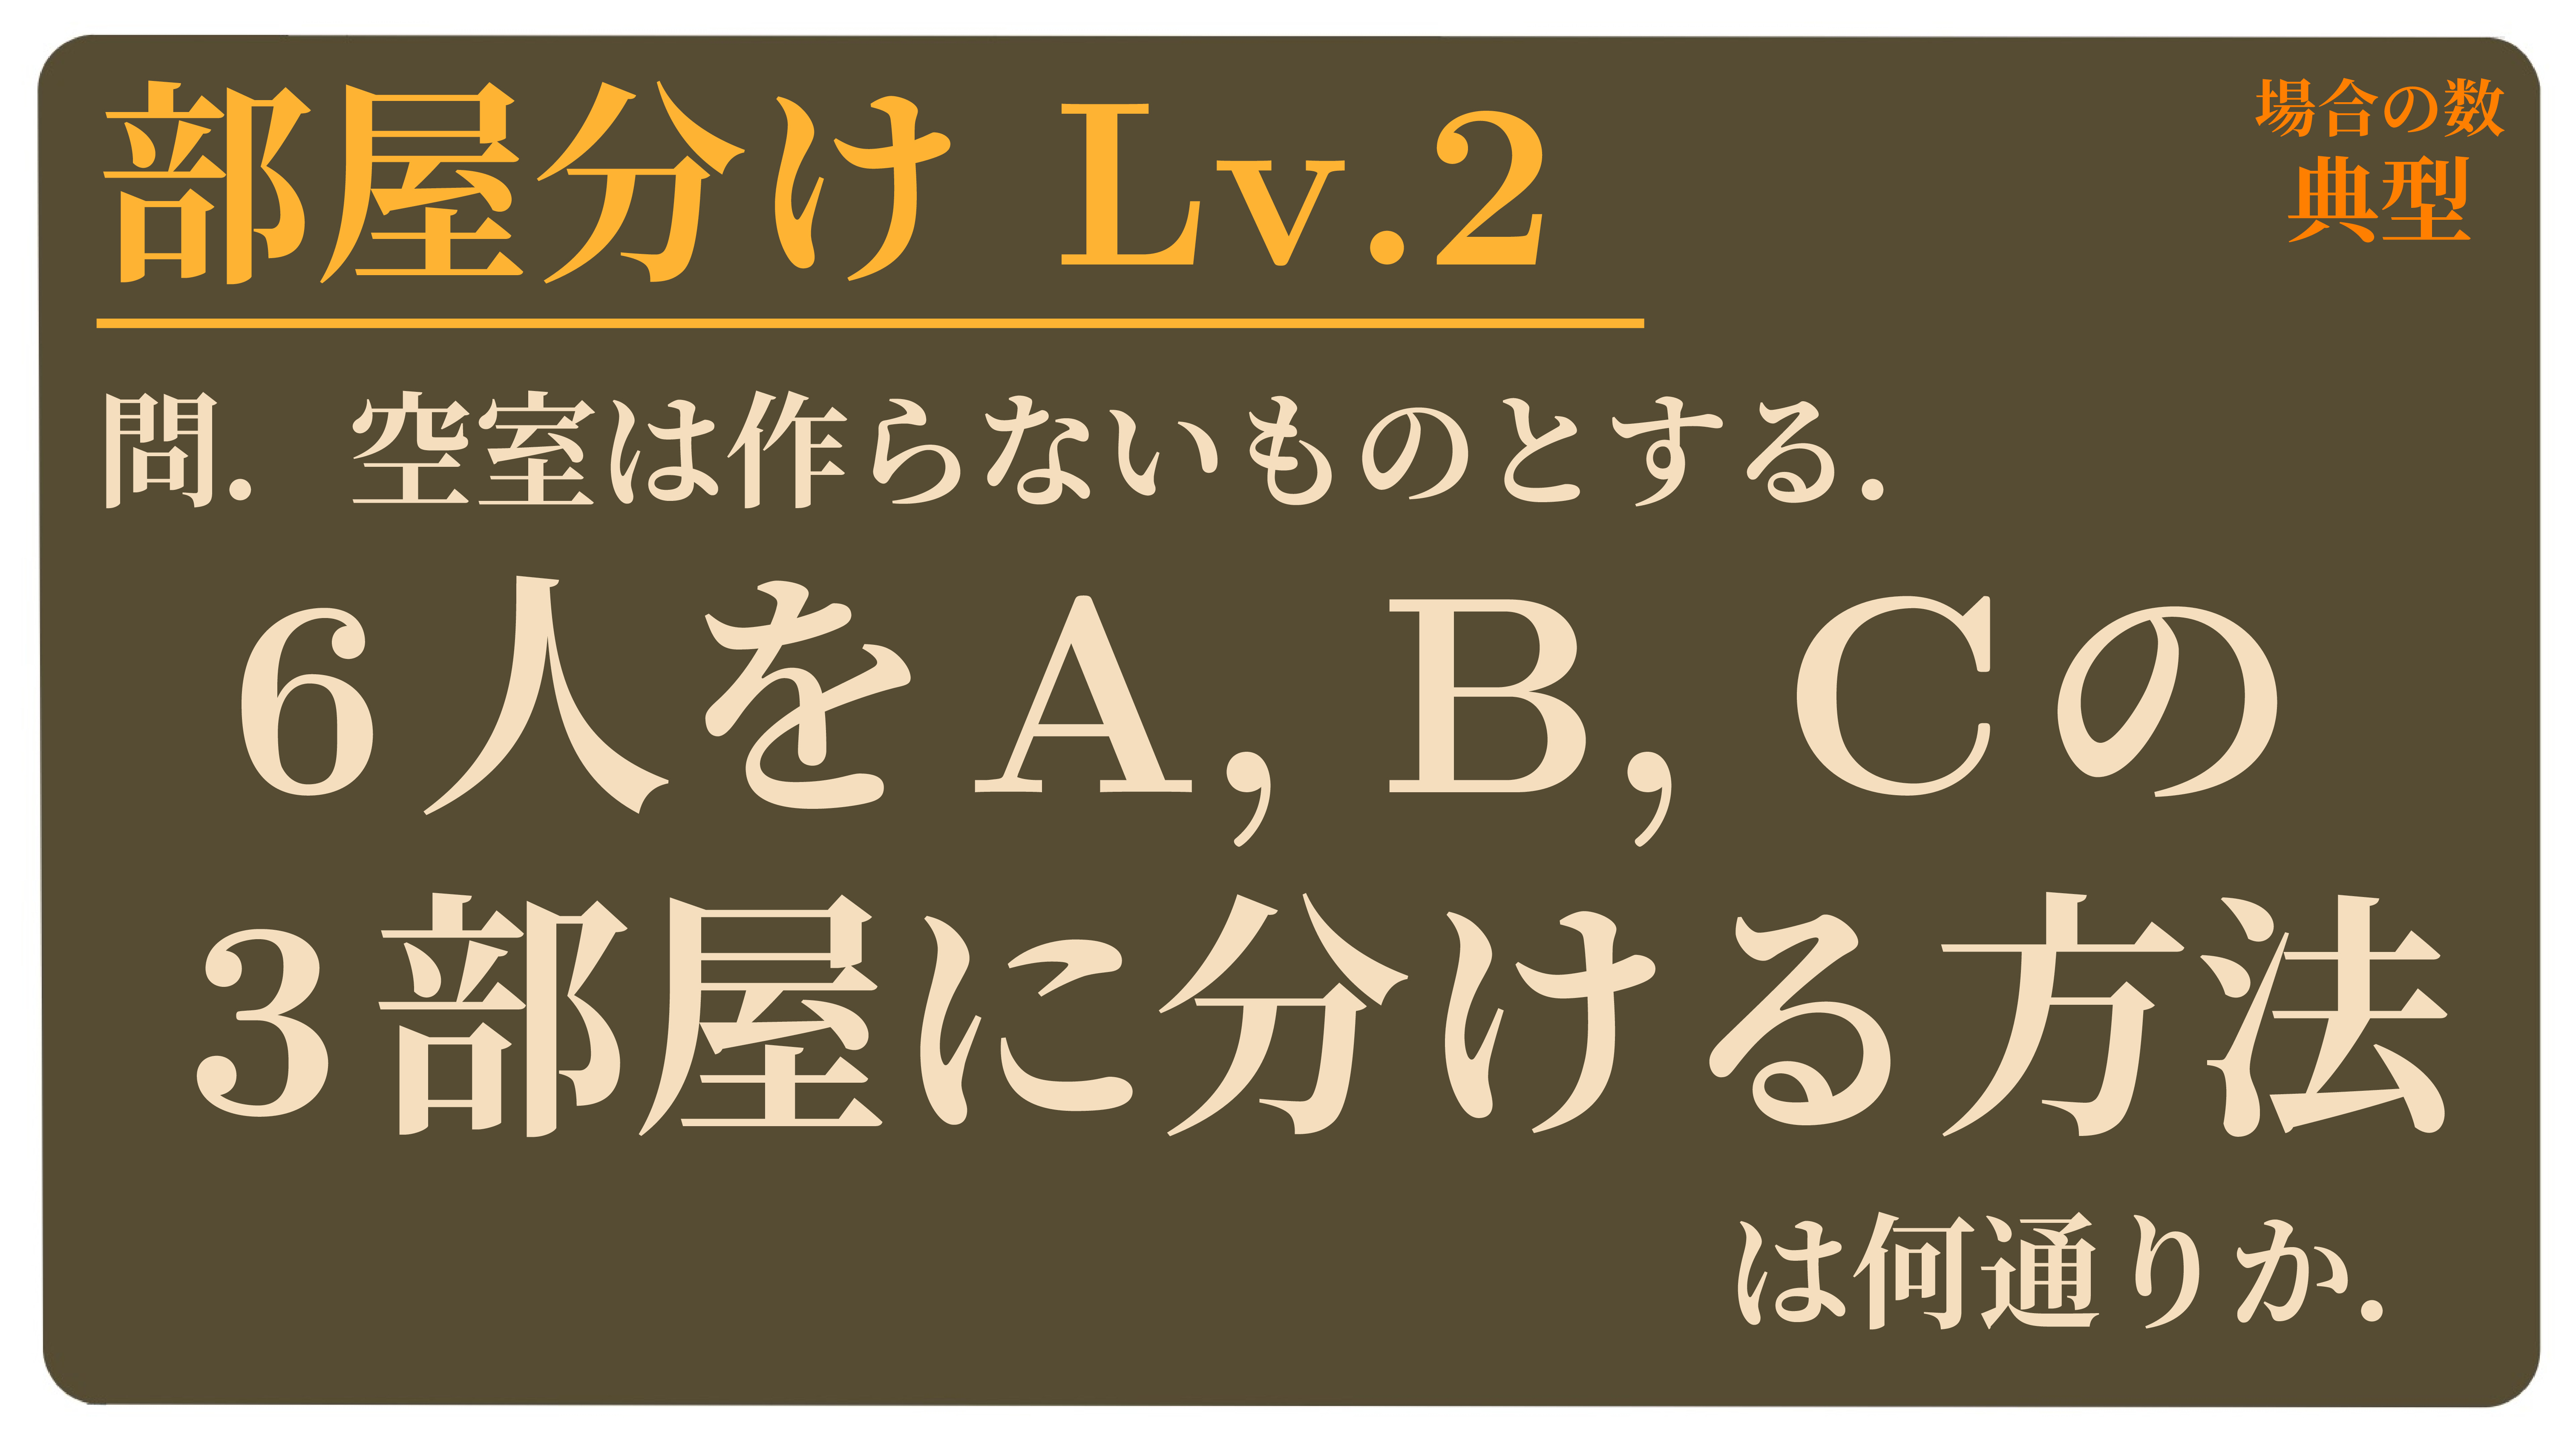 部屋分け Lv.2
場合の数
典型
問. 空室は作らないものとする.
6人をA, B, Cの
3部屋に分ける方法
は何通りか.